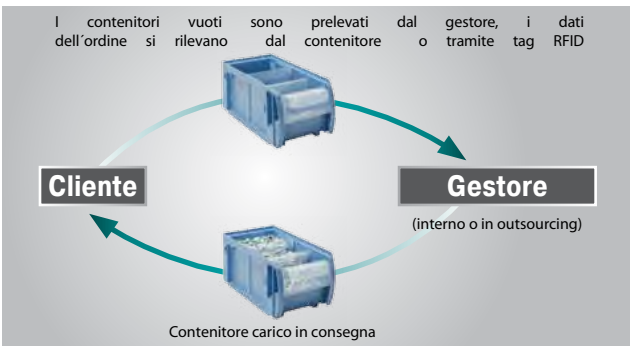 I contenitori vuoti sono prelevati dal gestore, i dati
dell´ordine si rilevano dal contenitore o tramite tag RFID
Cliente
Gestore
(interno o in outsourcing)
Contenitore carico in consegna